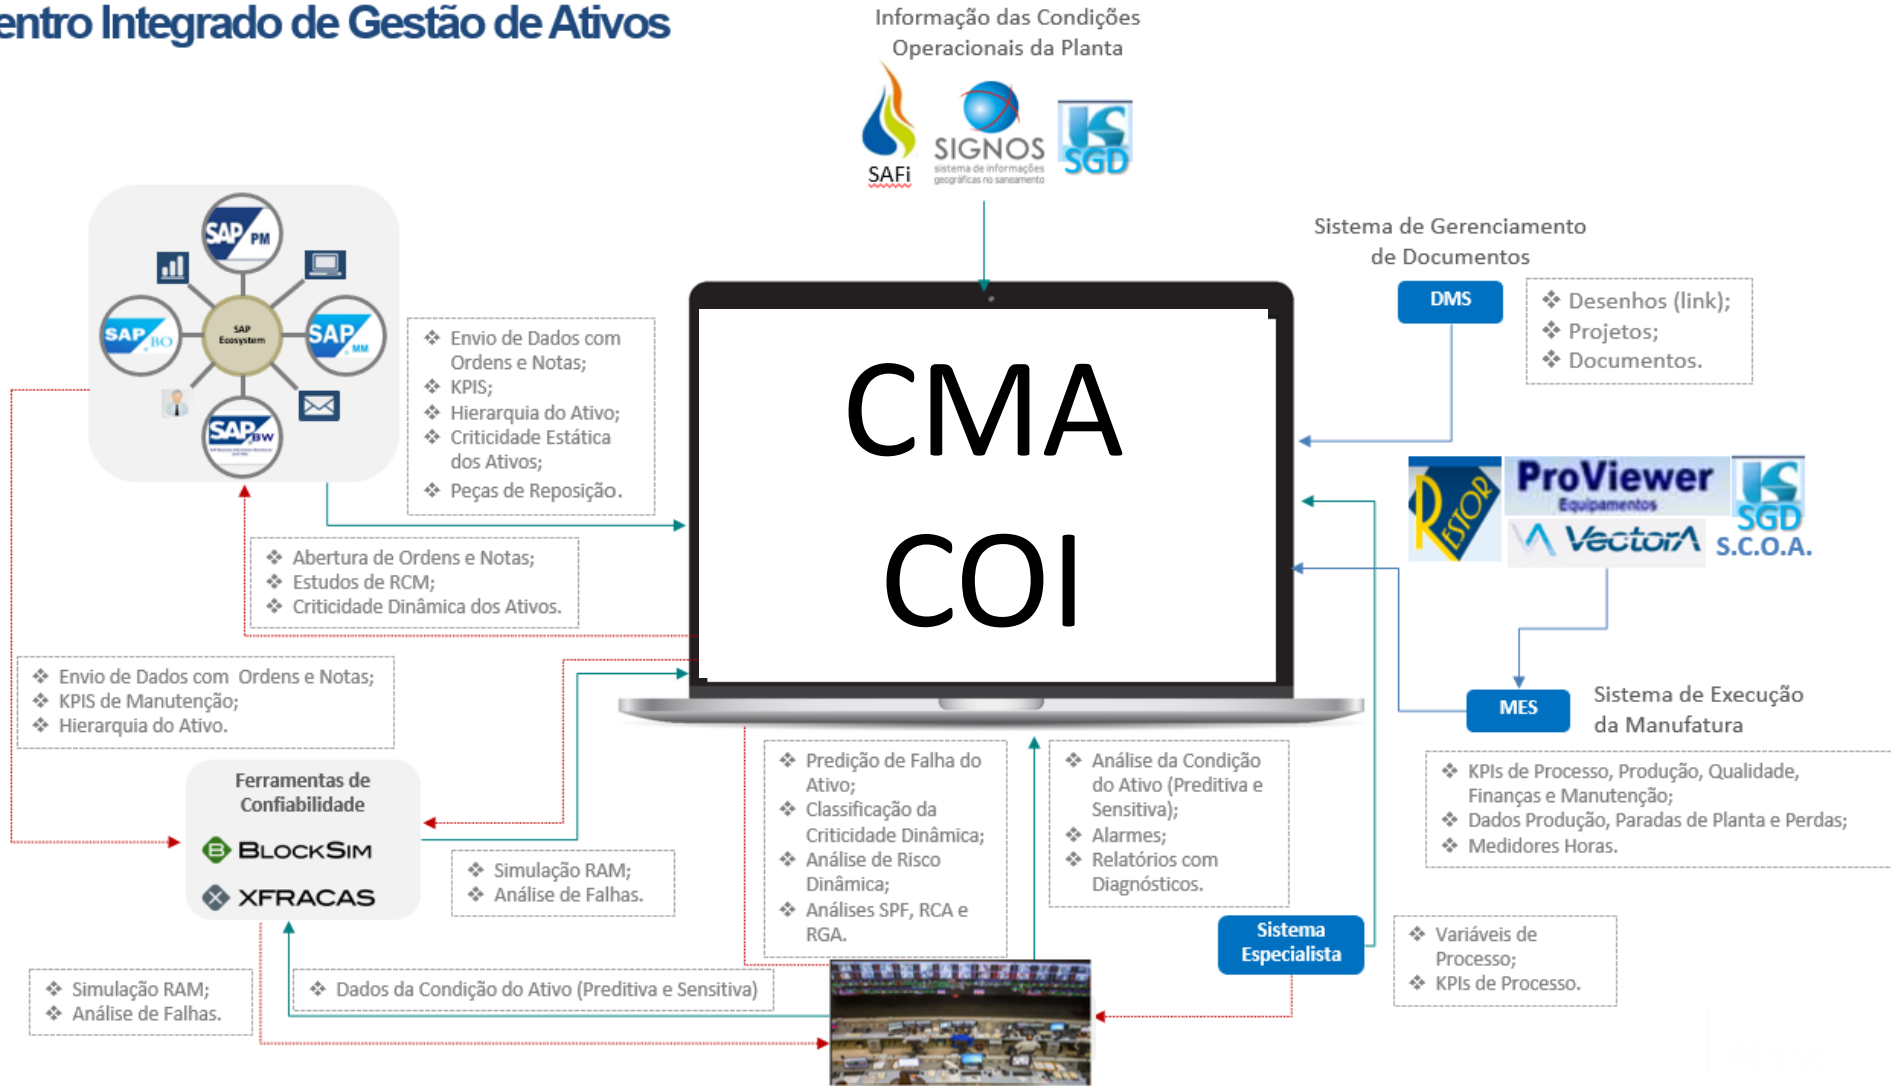 entro Integrado de Gestão de Ativos
Informação das Condições
Operacionais da Planta
SAFi
SIGNOS
sistema de informações
geográficas no saneamento
SGD
SAP PM
SAP BO
SAP
Ecosystem
SAP MM
SAP BW
❖ Envio de Dados com
Ordens e Notas;
❖ KPIS;
❖ Hierarquia do Ativo;
❖ Criticidade Estática
dos Ativos;
❖ Peças de Reposição.
❖ Abertura de Ordens e Notas;
❖ Estudos de RCM;
❖ Criticidade Dinâmica dos Ativos.
❖ Envio de Dados com Ordens e Notas;
❖ KPIS de Manutenção;
❖ Hierarquia do Ativo.
CMA
COI
Sistema de Gerenciamento
de Documentos
DMS
❖ Desenhos (link);
❖ Projetos;
❖ Documentos.
RESTOR
ProViewer
Equipamentos
VectorA
SGD
S.C.O.A.
MES
Sistema de Execução
da Manufatura
❖ KPIs de Processo, Produção, Qualidade,
Finanças e Manutenção;
❖ Dados Produção, Paradas de Planta e Perdas;
❖ Medidores Horas.
Ferramentas de
Confiabilidade
BLOCKSIM
XFRACAS
❖ Simulação RAM;
❖ Análise de Falhas.
❖ Predição de Falha do
Ativo;
❖ Classificação da
Criticidade Dinâmica;
❖ Análise de Risco
Dinâmica;
❖ Análises SPF, RCA e
RGA.
❖ Análise da Condição
do Ativo (Preditiva e
Sensitiva);
❖ Alarmes;
❖ Relatórios com
Diagnósticos.
Sistema
Especialista
❖ Variáveis de
Processo;
❖ KPIs de Processo.
❖ Simulação RAM;
❖ Análise de Falhas.
❖ Dados da Condição do Ativo (Preditiva e Sensitiva)